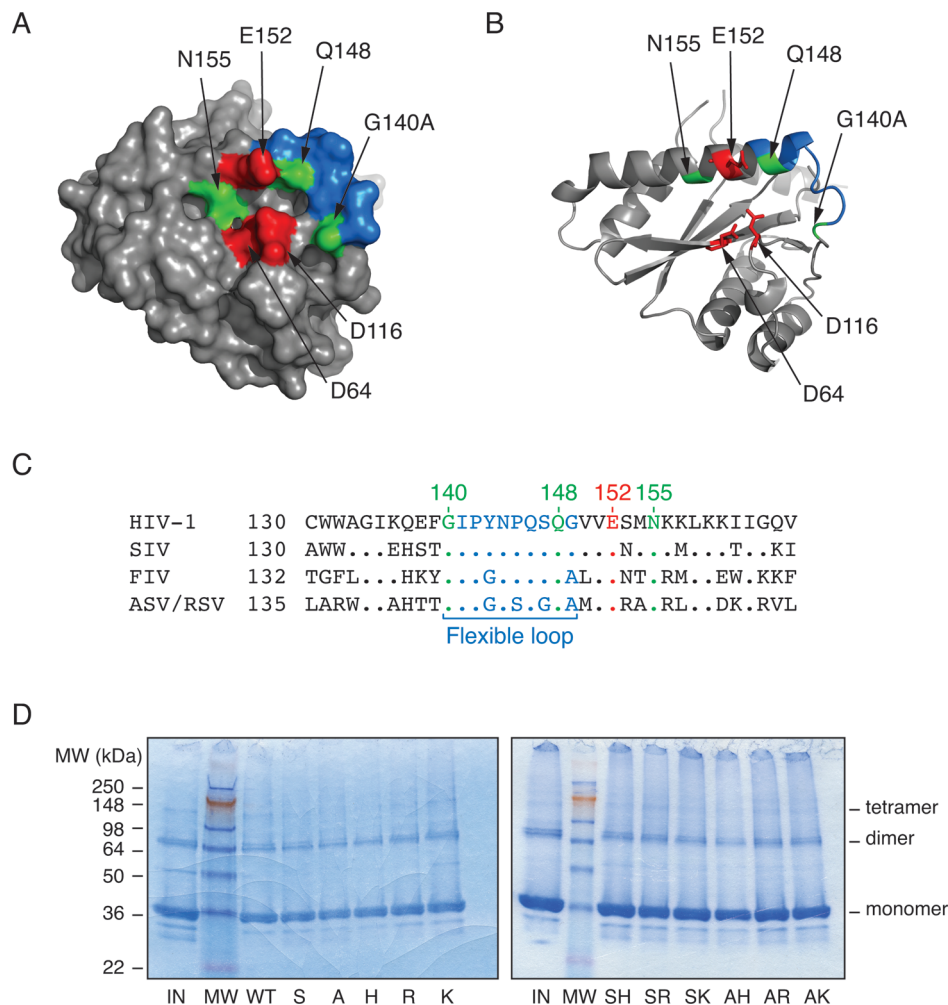 A
E152
N155
Q148
G140A
D116
D64
B
E152
Q148
N155
G140A
D116
D64
C
140 148 152 155
HIV-1 130 CWWAGIKQEFGIPYNPQSQGVVESMNKKLKKIIGQV
SIV 130 AWW...EHST.............N...M...T..KI
FIV 132 TGFL...HKY...G.....AL..NT.RM..EW.KKF
ASV/RSV 135 LARW..AHTT...G.S.G.AM..RA.RL..DK.RVL
Flexible loop
D
MW (kDa)
250
148
98
64
50
36
22
tetramer
dimer
monomer
IN MW WT S A H R K
IN MW SH SR SK AH AR AK